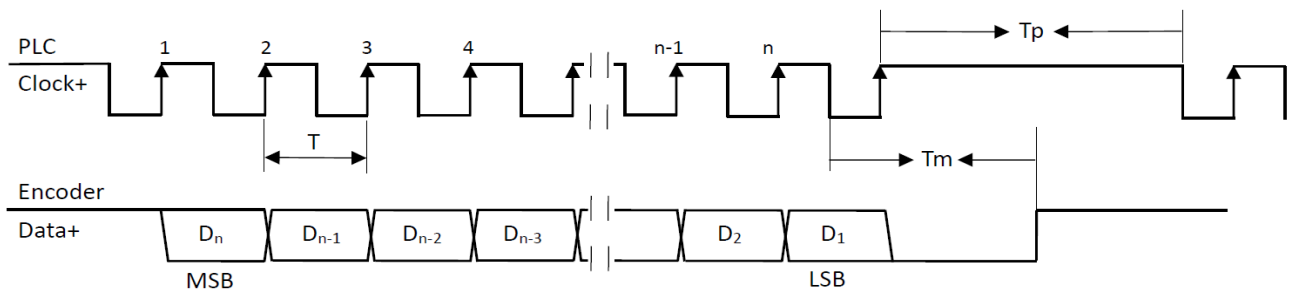 PLC
1 2 3 4 n-1 n
Tp
Clock+
T
Tm
Encoder
Data+
Dn Dn-1 Dn-2 Dn-3 D2 D1
MSB LSB